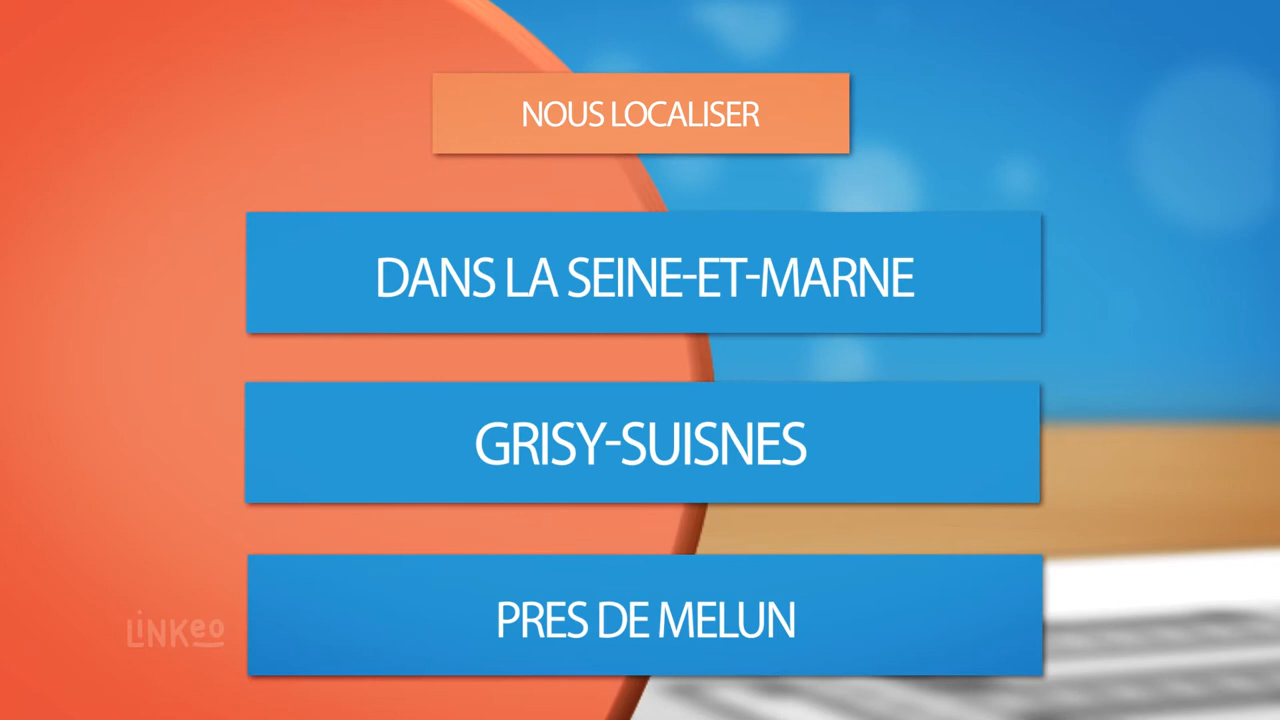 NOUS LOCALISER
DANS LA SEINE-ET-MARNE
GRISY-SUISNES
PRES DE MELUN
LiNKeo